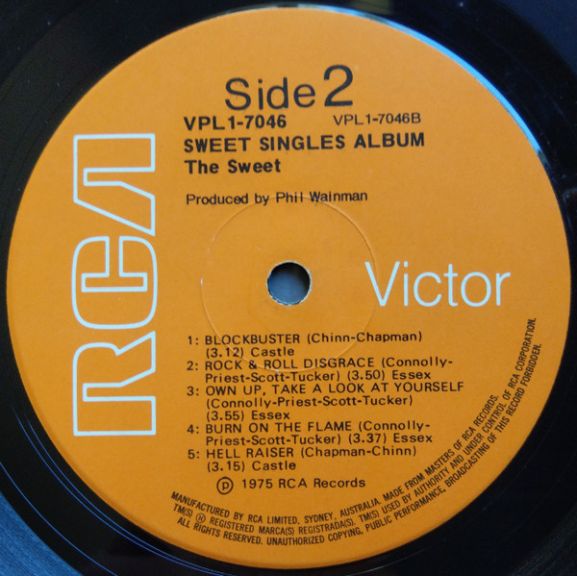 Side 2
VPL1-7046 VPL1-7046B
SWEET SINGLES ALBUM
The Sweet
Produced by Phil Wainman
RCA
Victor
1: BLOCKBUSTER (Chinn-Chapman)
(3.12) Castle
2: ROCK & ROLL DISGRACE (Connolly-
Priest-Scott-Tucker) (3.50) Essex
3: OWN UP, TAKE A LOOK AT YOURSELF
(Connolly-Priest-Scott-Tucker)
(3.55) Essex
4: BURN ON THE FLAME (Connolly-
Priest-Scott-Tucker) (3.37) Essex
5: HELL RAISER (Chapman-Chinn)
(3.15) Castle
℗ 1975 RCA Records
MANUFACTURED BY RCA LIMITED, SYDNEY, AUSTRALIA, MADE FROM MASTERS OF RCA RECORDS.
TM(S) ® REGISTERED MARCA(S) REGISTRADA(S). TM(S) USED BY AUTHORITY AND UNDER CONTROL OF RCA CORPORATION.
ALL RIGHTS RESERVED. UNAUTHORIZED COPYING, PUBLIC PERFORMANCE, BROADCASTING OF THIS RECORD FORBIDDEN.